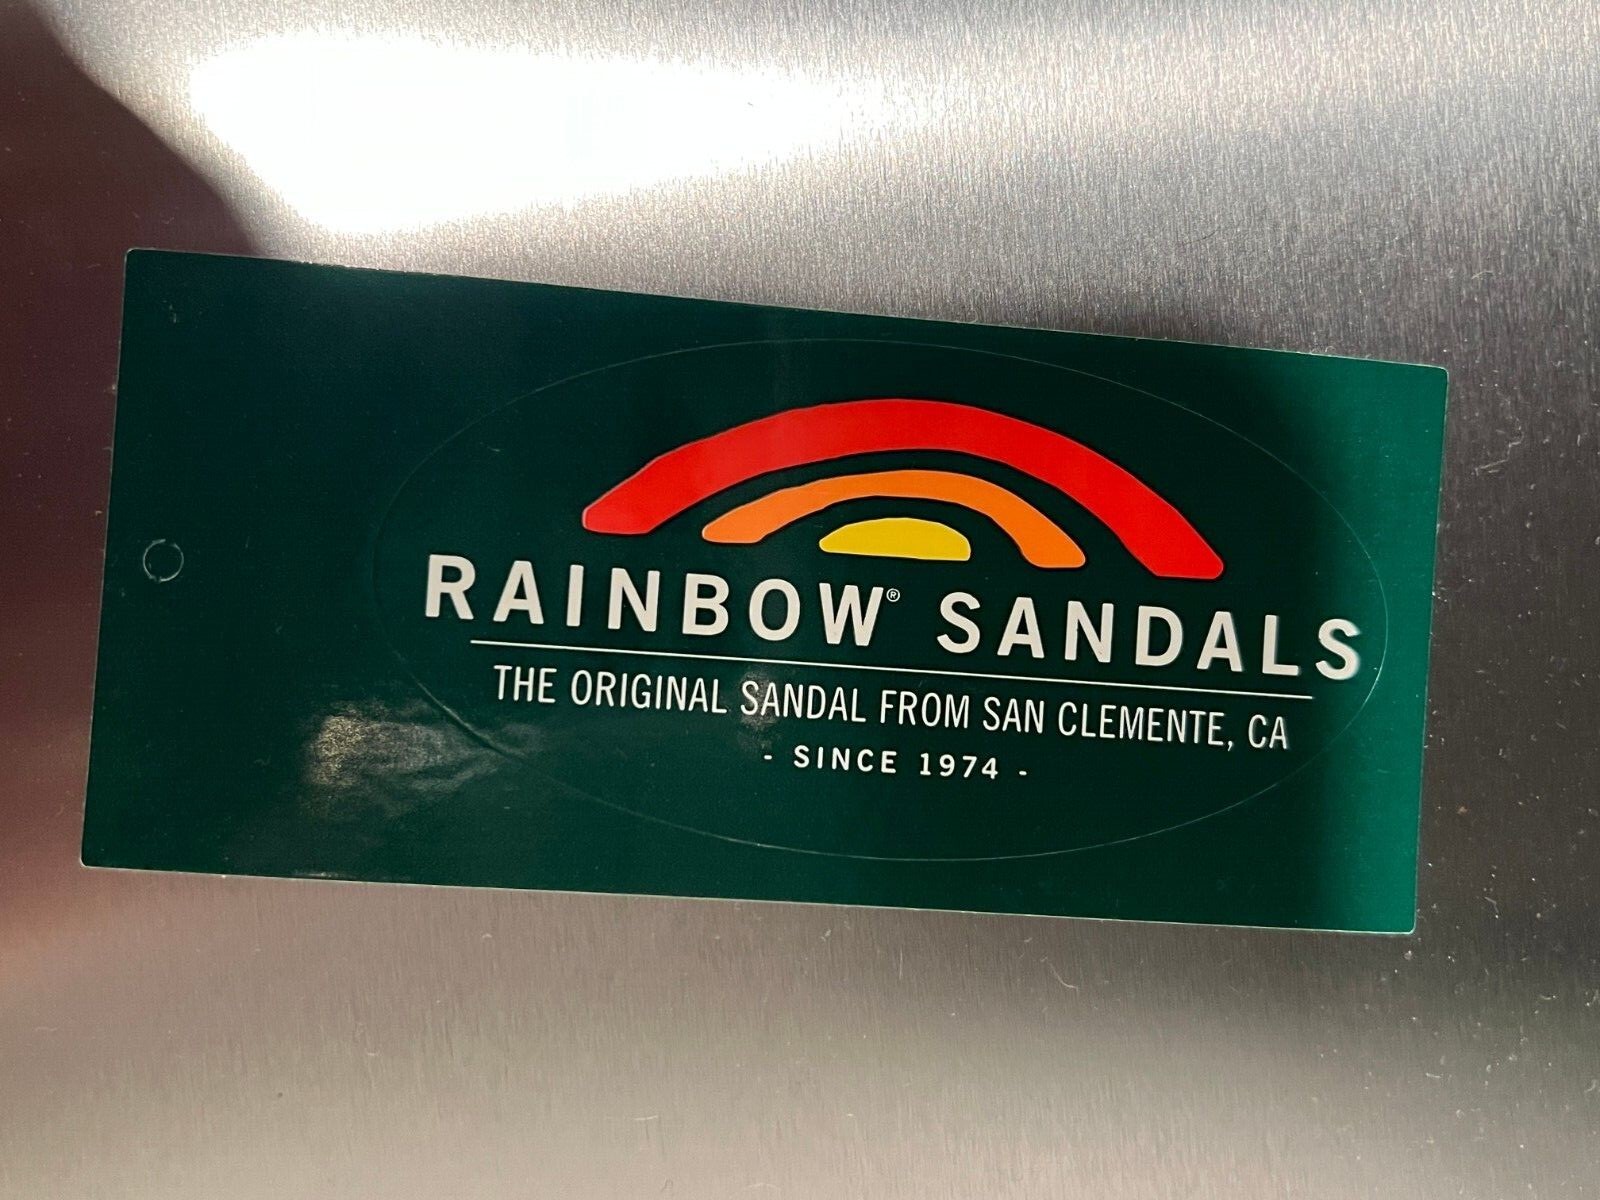 RAINBOW® SANDALS
THE ORIGINAL SANDAL FROM SAN CLEMENTE, CA
- SINCE 1974 -